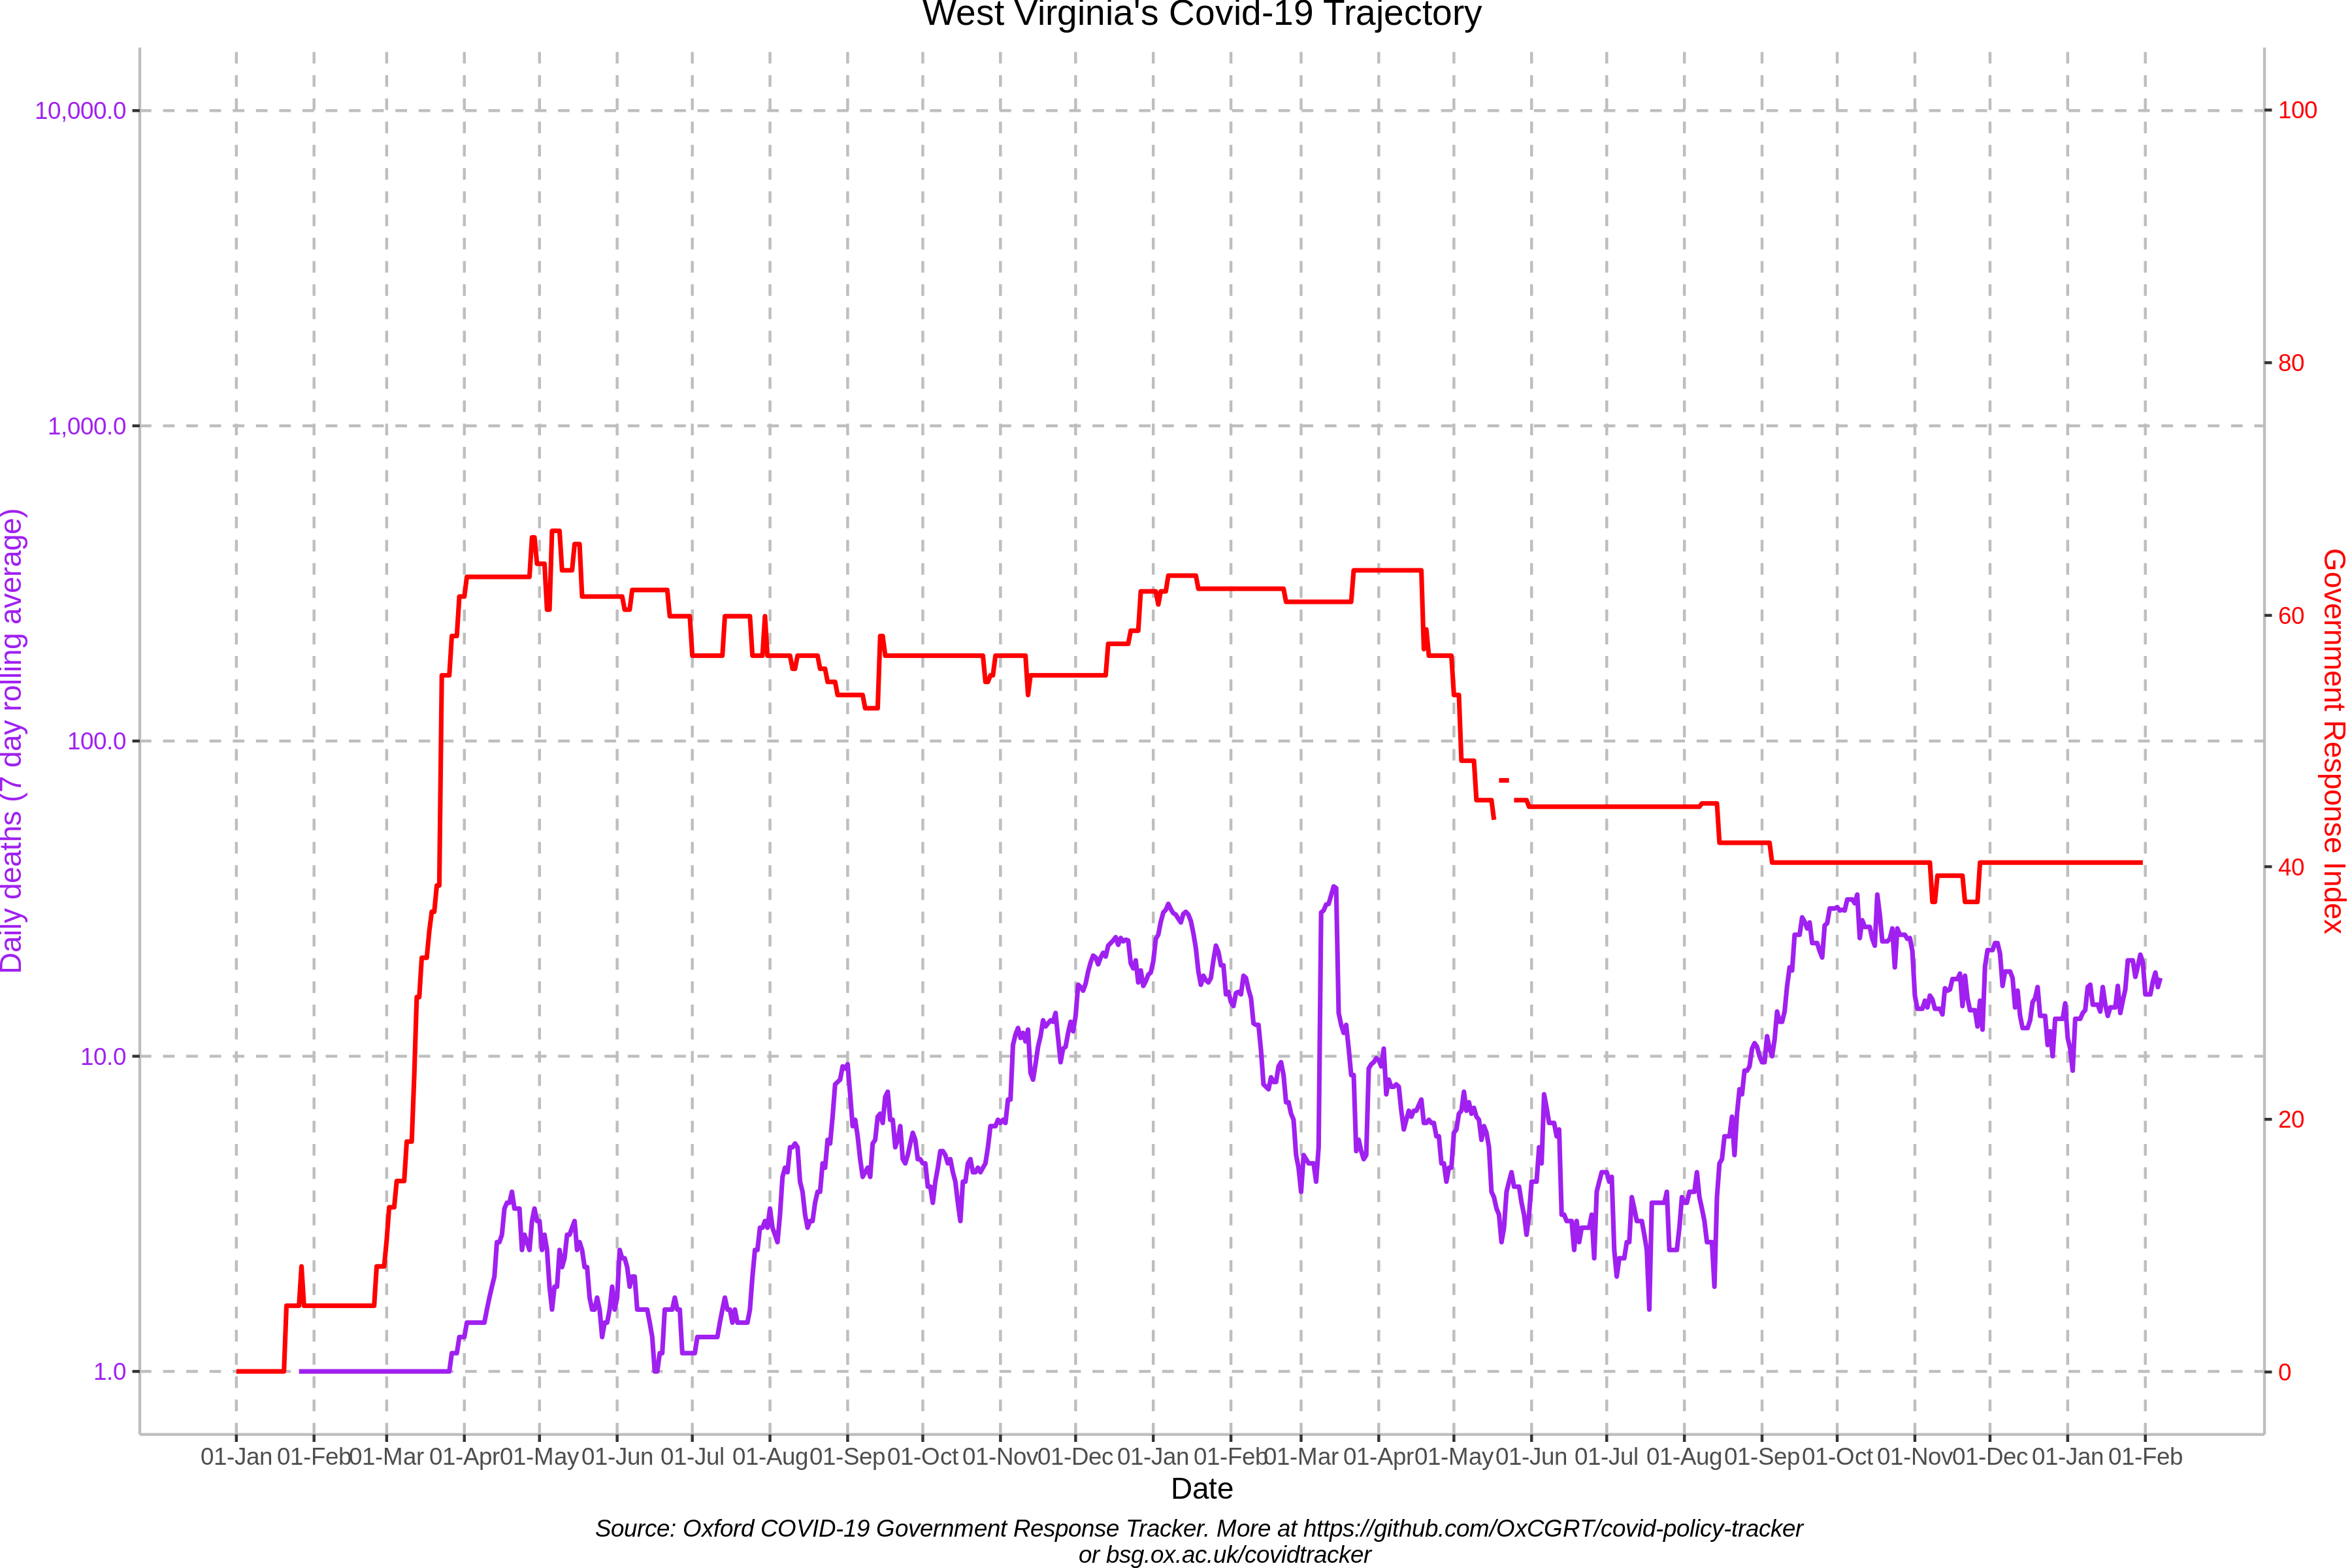 West Virginia's Covid-19 Trajectory
10,000.0
1,000.0
100.0
10.0
1.0
Daily deaths (7 day rolling average)
100
80
60
40
20
0
Government Response Index
01-Jan 01-Feb 01-Mar 01-Apr 01-May 01-Jun 01-Jul 01-Aug 01-Sep 01-Oct 01-Nov 01-Dec 01-Jan 01-Feb 01-Mar 01-Apr 01-May 01-Jun 01-Jul 01-Aug 01-Sep 01-Oct 01-Nov 01-Dec 01-Jan 01-Feb
Date
Source: Oxford COVID-19 Government Response Tracker. More at https://github.com/OxCGRT/covid-policy-tracker
or bsg.ox.ac.uk/covidtracker